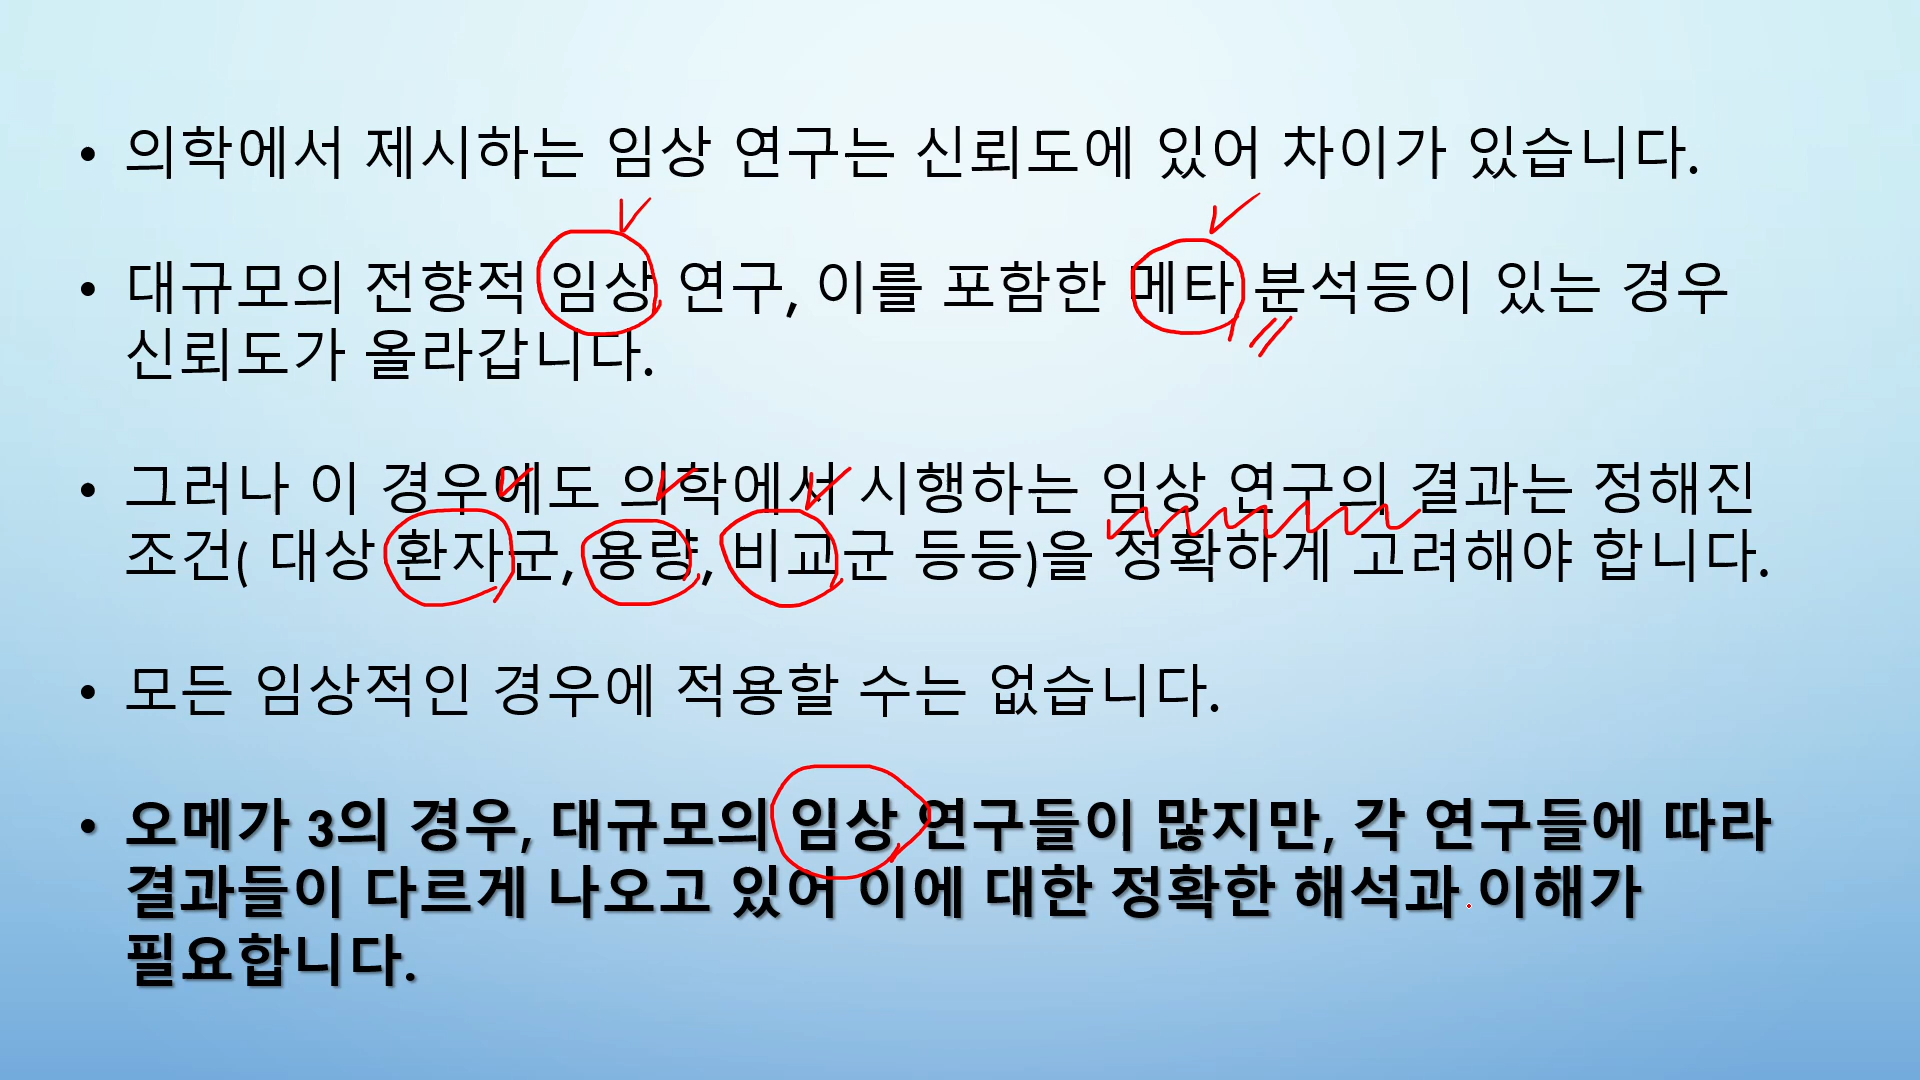 • 의학에서 제시하는 임상 연구는 신뢰도에 있어 차이가 있습니다.
• 대규모의 전향적 임상 연구, 이를 포함한 메타 분석등이 있는 경우
신뢰도가 올라갑니다.
• 그러나 이 경우에도 의학에서 시행하는 임상 연구의 결과는 정해진
조건( 대상 환자군, 용량, 비교군 등등)을 정확하게 고려해야 합니다.
• 모든 임상적인 경우에 적용할 수는 없습니다.
• 오메가 3의 경우, 대규모의 임상 연구들이 많지만, 각 연구들에 따라
결과들이 다르게 나오고 있어 이에 대한 정확한 해석과 이해가
필요합니다.